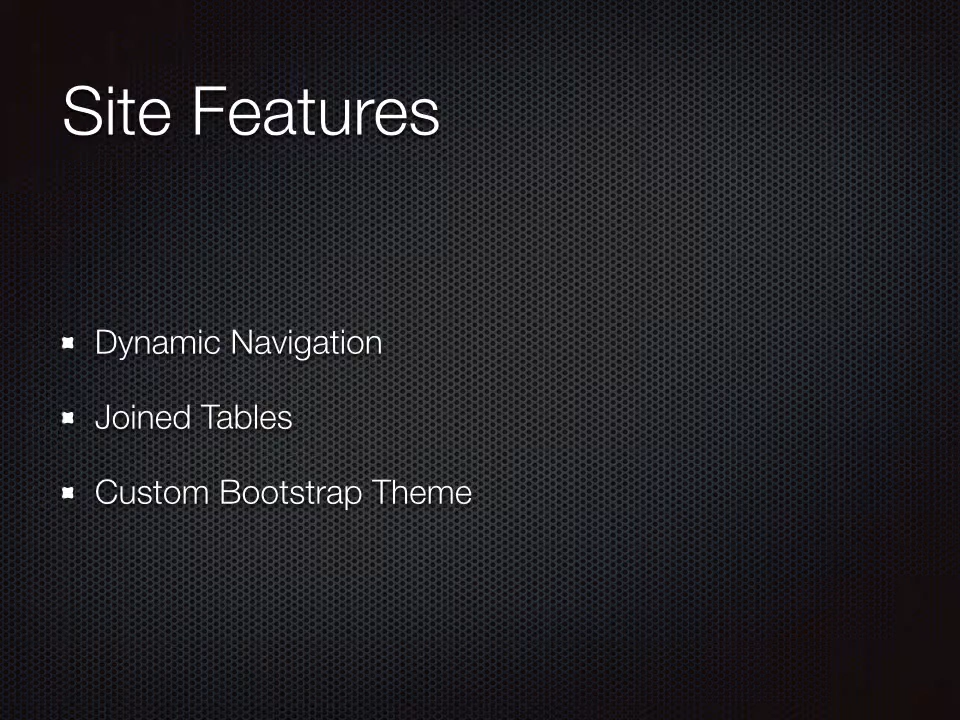 Site Features
Dynamic Navigation
Joined Tables
Custom Bootstrap Theme